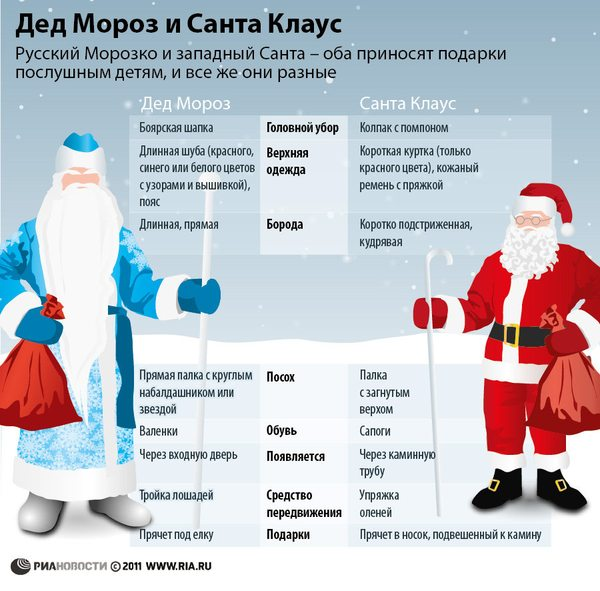 Дед Мороз и Санта Клаус
Русский Морозко и западный Санта – оба приносят подарки
послушным детям, и все же они разные
Дед Мороз
Санта Клаус
Боярская шапка
Головной убор
Колпак с помпоном
Длинная шуба (красного,
синего или белого цветов
с узорами и вышивкой),
пояс
Верхняя
одежда
Короткая куртка (только
красного цвета), кожаный
ремень с пряжкой
Длинная, прямая
Борода
Коротко подстриженная,
кудрявая
Прямая палка с круглым
набалдашником или
звездой
Посох
Палка
с загнутым
верхом
Валенки
Обувь
Сапоги
Через входную дверь
Появляется
Через каминную
трубу
Тройка лошадей
Средство
передвижения
Упряжка
оленей
Прячет под елку
Подарки
Прячет в носок, подвешенный к камину
РИАНОВОСТИ © 2011 WWW.RIA.RU